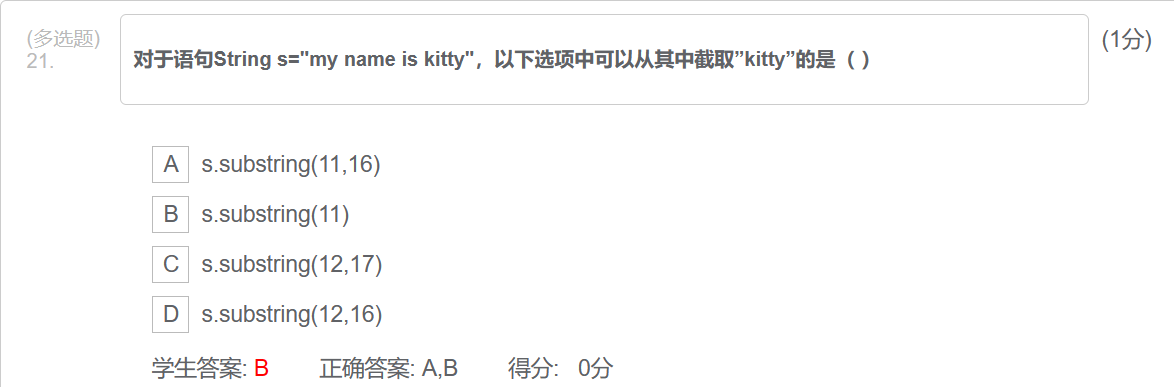 (多选题)
21.
对于语句String s="my name is kitty"，以下选项中可以从其中截取”kitty”的是（ ）
(1分)
A s.substring(11,16)
B s.substring(11)
C s.substring(12,17)
D s.substring(12,16)
学生答案: B 正确答案: A,B 得分: 0分